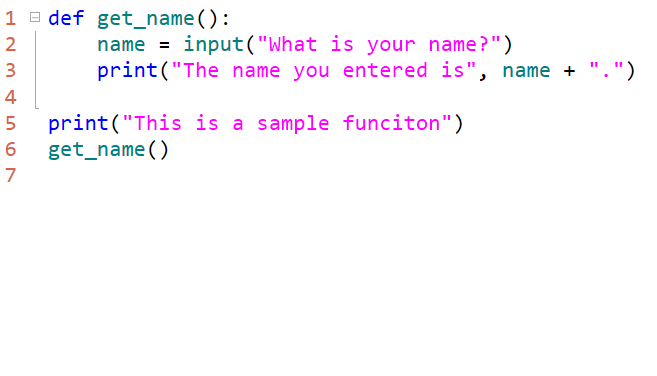 1 def get_name():
2     name = input("What is your name?")
3     print("The name you entered is", name + ".")
4
5 print("This is a sample funciton")
6 get_name()
7